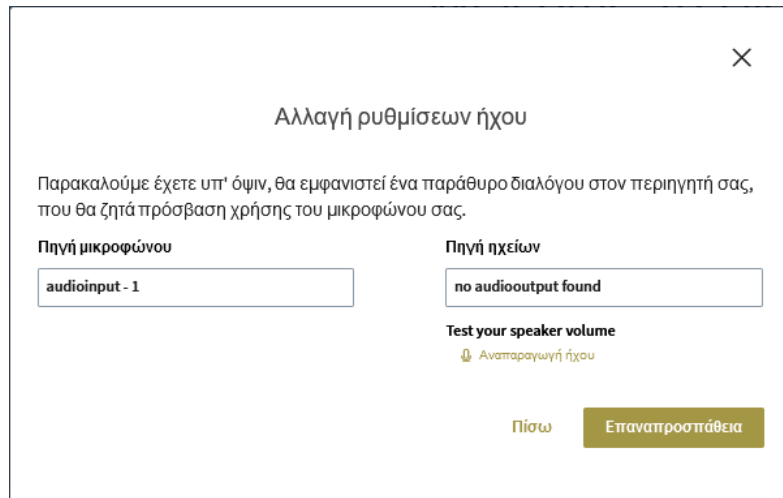 Αλλαγή ρυθμίσεων ήχου
Παρακαλούμε έχετε υπ' όψιν, θα εμφανιστεί ένα παράθυρο διαλόγου στον περιηγητή σας,
που θα ζητά πρόσβαση χρήσης του μικροφώνου σας.
Πηγή μικροφώνου
audioinput - 1
Πηγή ηχείων
no audiooutput found
Test your speaker volume
Αναπαραγωγή ήχου
Πίσω
Επαναπροσπάθεια